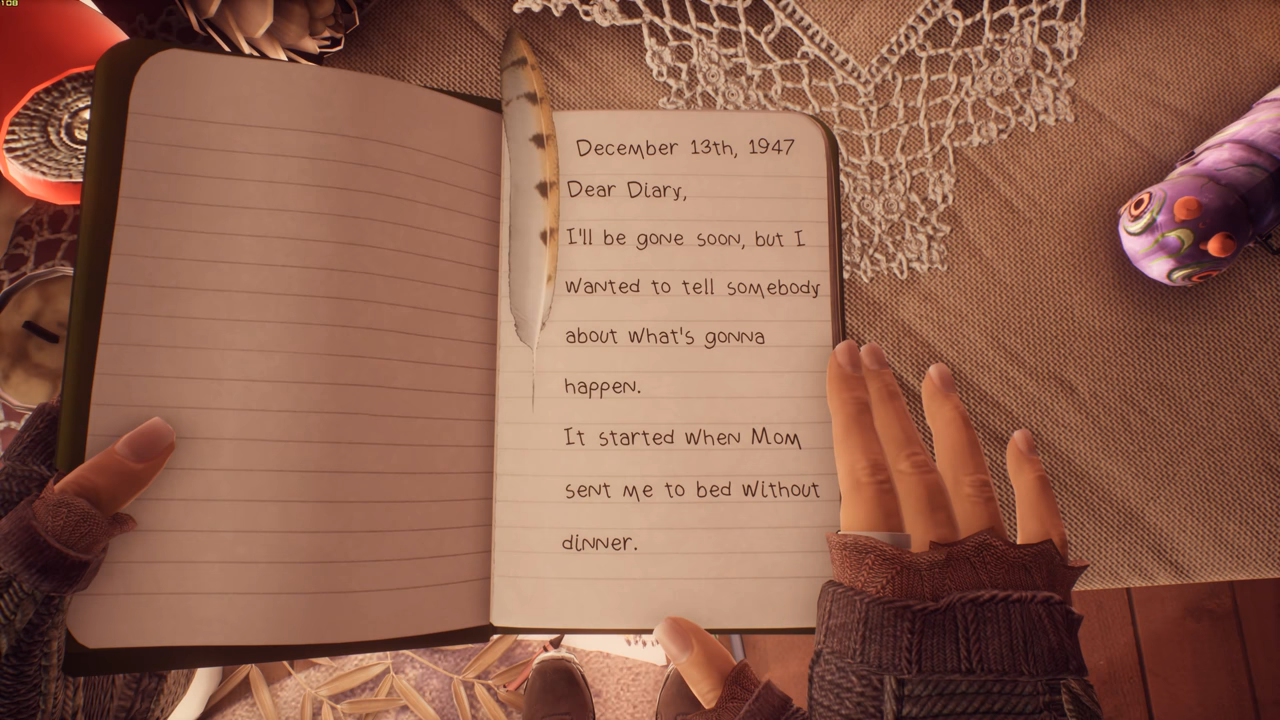 108
December 13th, 1947
Dear Diary,
I'll be gone soon, but I
wanted to tell somebody
about what's gonna
happen.
It started when Mom
sent me to bed without
dinner.